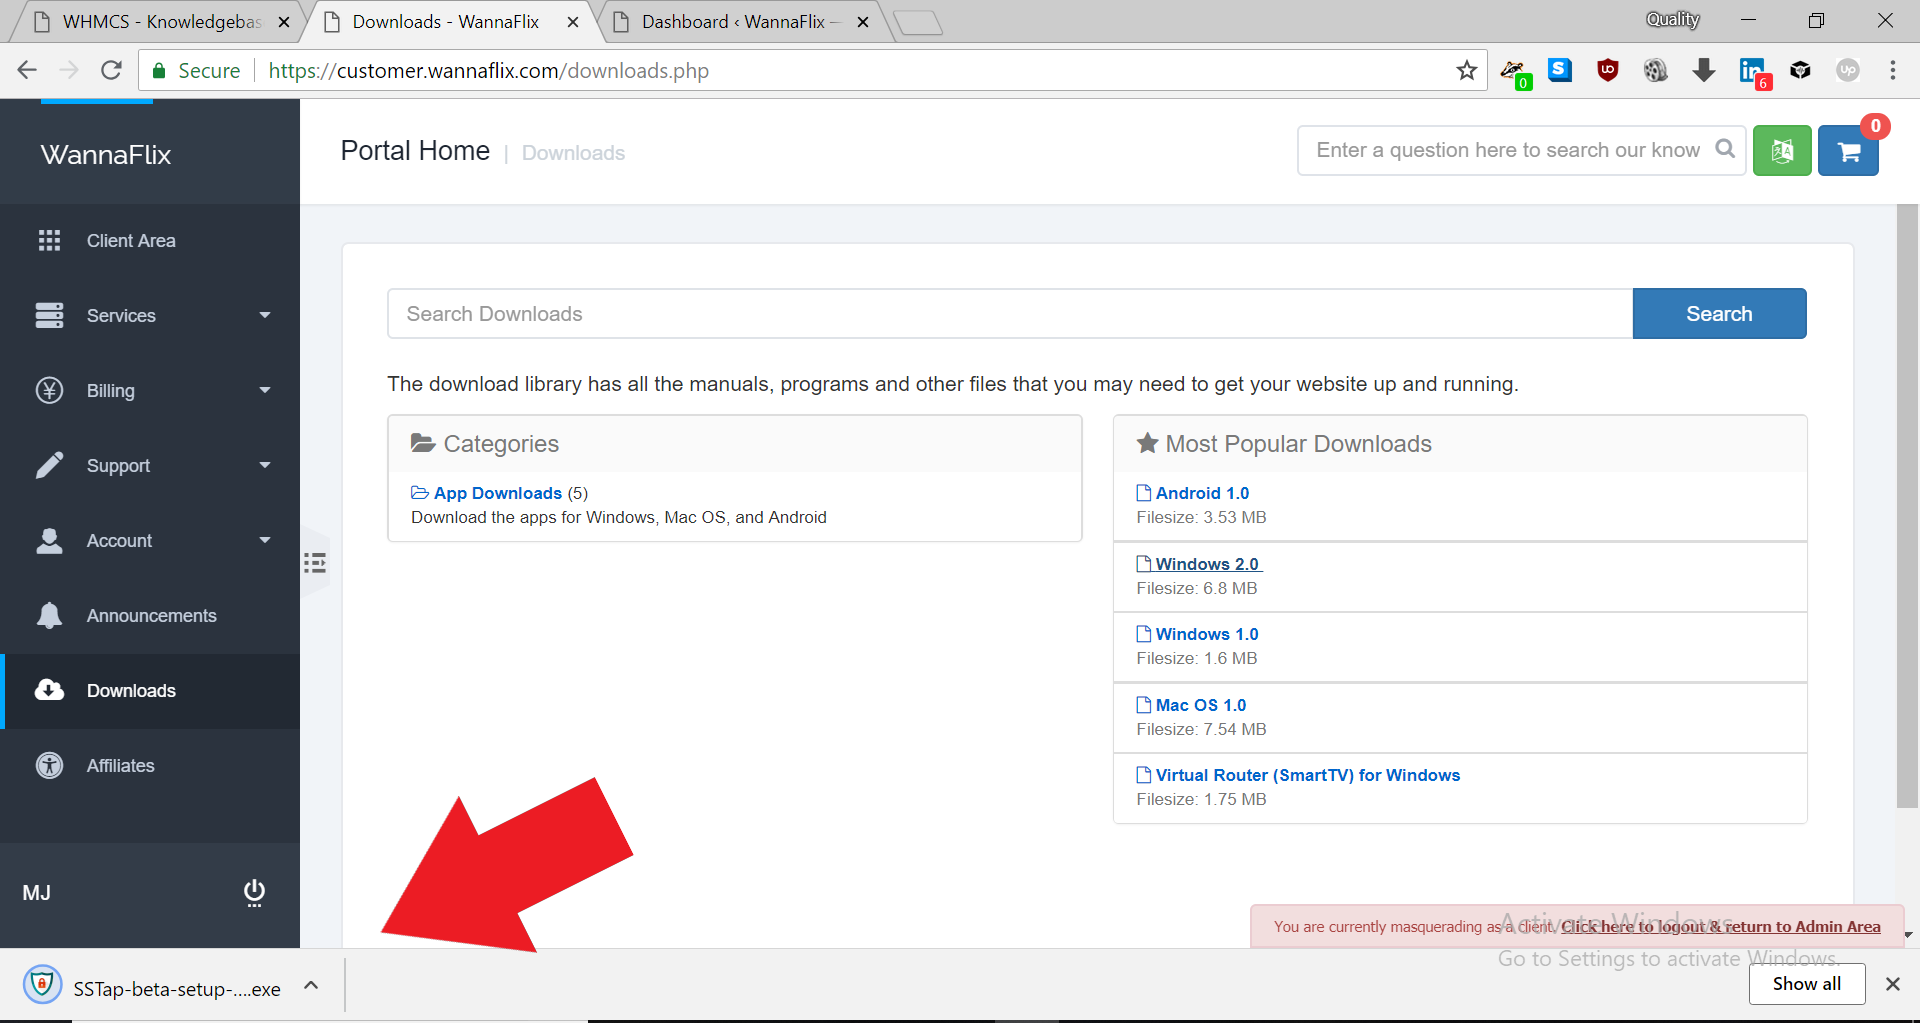 WHMCS - Knowledgebas
Downloads - WannaFlix
Dashboard ‹ WannaFlix —
Quality
Secure
https://customer.wannaflix.com/downloads.php
0
6
WannaFlix
Portal Home | Downloads
Enter a question here to search our know
0
Client Area
Services
Billing
Support
Account
Announcements
Downloads
Affiliates
MJ
Search Downloads
Search
The download library has all the manuals, programs and other files that you may need to get your website up and running.
Categories
App Downloads (5)
Download the apps for Windows, Mac OS, and Android
Most Popular Downloads
Android 1.0
Filesize: 3.53 MB
Windows 2.0
Filesize: 6.8 MB
Windows 1.0
Filesize: 1.6 MB
Mac OS 1.0
Filesize: 7.54 MB
Virtual Router (SmartTV) for Windows
Filesize: 1.75 MB
You are currently masquerading as a client. Click here to logout & return to Admin Area
Activate Windows
Go to Settings to activate Windows.
SSTap-beta-setup-....exe
Show all